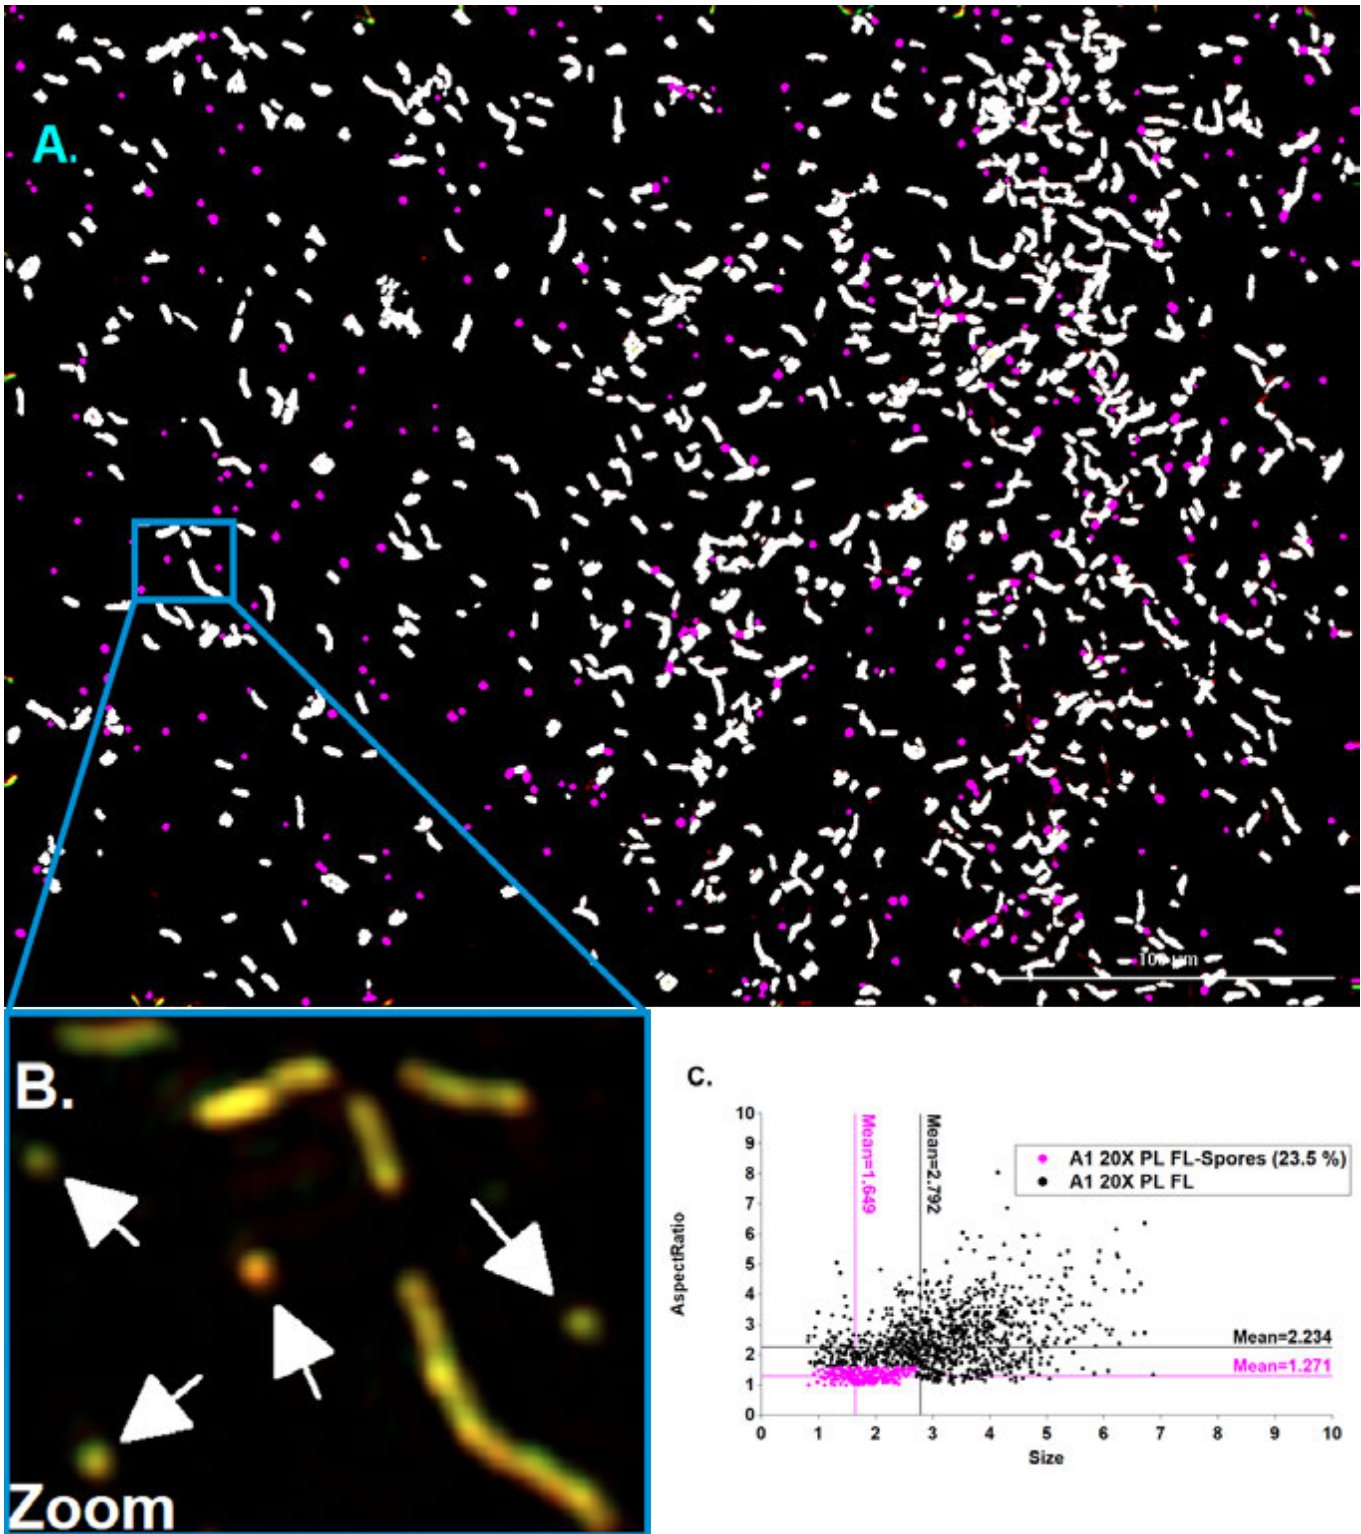 A.
100 µm
B.
Zoom
C.
10
9
8
7
6
5
4
3
2
1
0
AspectRatio
Mean=1.649
Mean=2.792
A1 20X PL FL-Spores (23.5 %)
A1 20X PL FL
Mean=2.234
Mean=1.271
0 1 2 3 4 5 6 7 8 9 10
Size